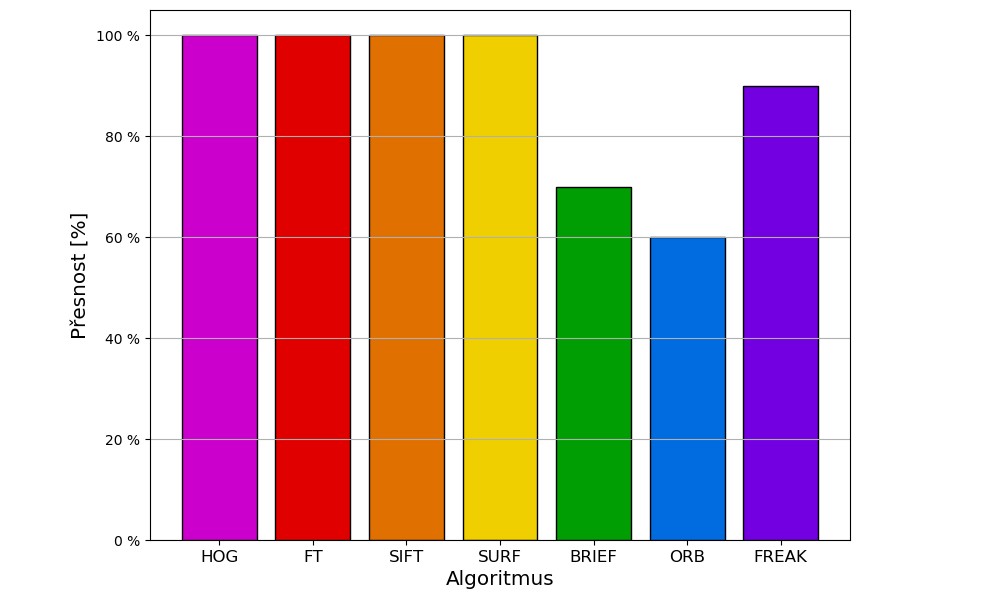 100 %
80 %
60 %
40 %
20 %
0 %
Přesnost [%]
HOG FT SIFT SURF BRIEF ORB FREAK
Algoritmus